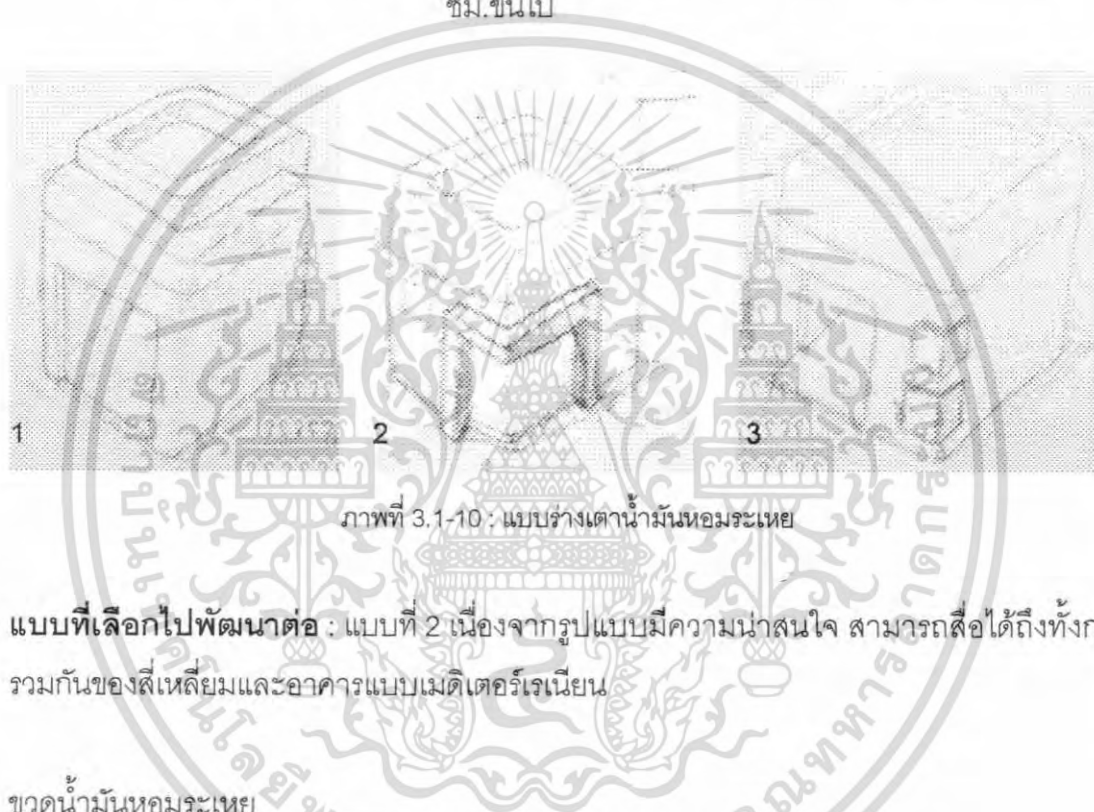 ซม.ขึ้นไป
1 2 3
ภาพที่ 3.1-10 : แบบร่างเตาน้ำมันหอมระเหย
แบบที่เลือกไปพัฒนาต่อ : แบบที่ 2 เนื่องจากรูปแบบมีความน่าสนใจ สามารถสื่อได้ถึงทั้งก
รวมกันของสี่เหลี่ยมและอาคารแบบเมดิเตอร์เรเนียน
ขวดน้ำมันหอมระเหย